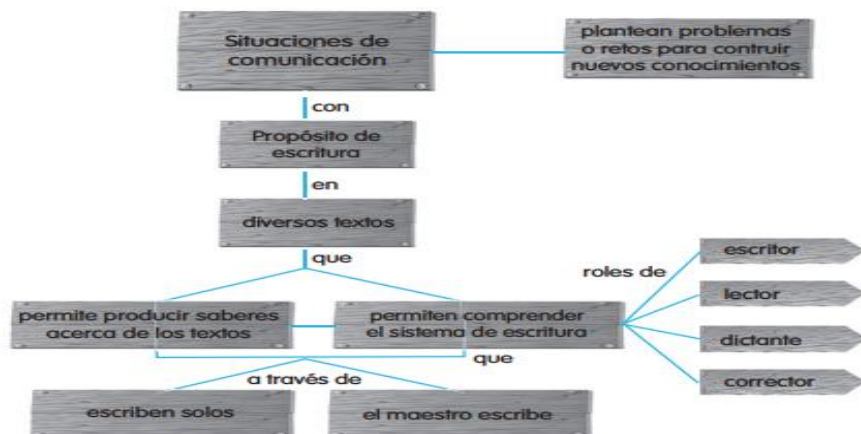 Situaciones de
comunicación
plantean problemas
o retos para contruir
nuevos conocimientos
con
Propósito de
escritura
en
diversos textos
que
roles de
escritor
lector
dictante
corrector
permite producir saberes
acerca de los textos
permiten comprender
el sistema de escritura
que
a través de
escriben solos
el maestro escribe